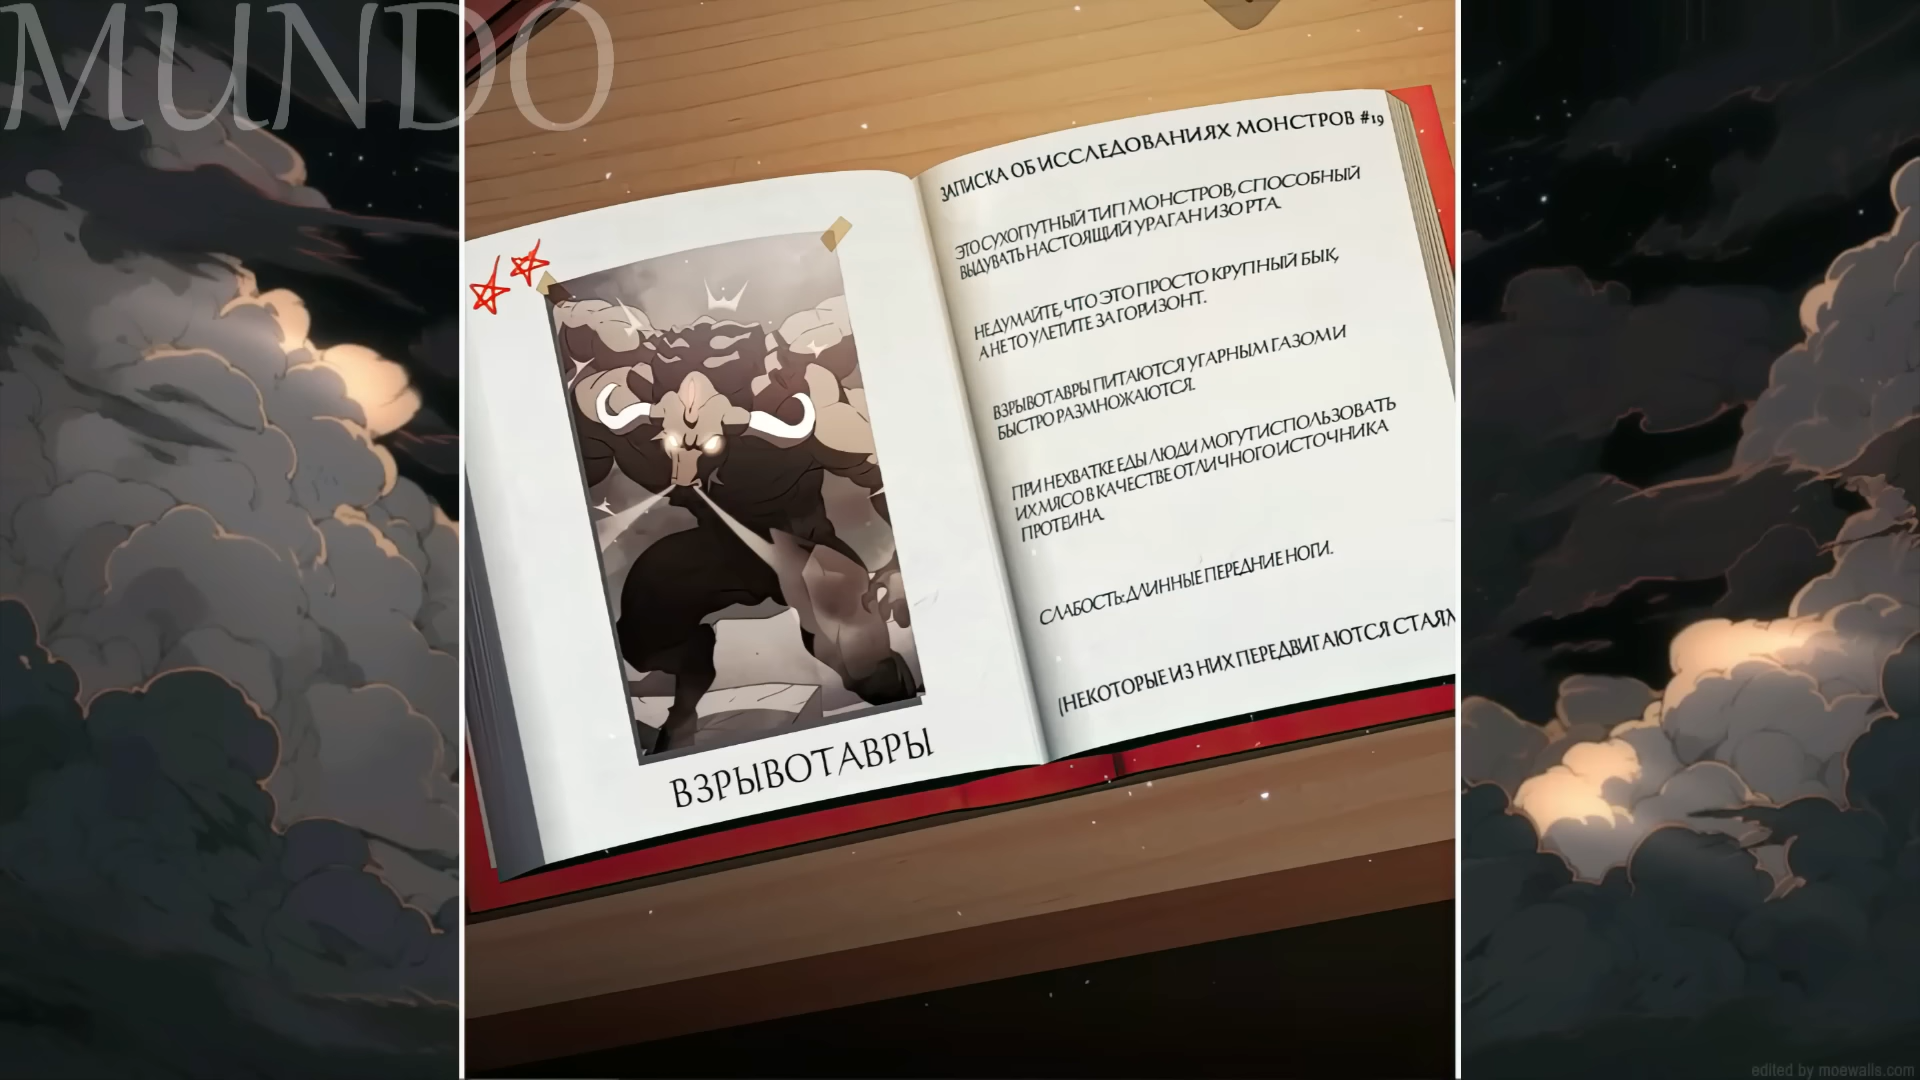 MUNDO
ВЗРЫВОТАВРЫ
ЗАПИСКА ОБ ИССЛЕДОВАНИЯХ МОНСТРОВ #19
ЭТО СУХОПУТНЫЙ ТИП МОНСТРОВ, СПОСОБНЫЙ
ВЫДУВАТЬ НАСТОЯЩИЙ УРАГАН ИЗО РТА.
НЕ ДУМАЙТЕ, ЧТО ЭТО ПРОСТО КРУПНЫЙ БЫК,
А НЕ ТО УЛЕТИТЕ ЗА ГОРИЗОНТ.
ВЗРЫВОТАВРЫ ПИТАЮТСЯ УГАРНЫМ ГАЗОМ И
БЫСТРО РАЗМНОЖАЮТСЯ.
ПРИ НЕХВАТКЕ ЕДЫ ЛЮДИ МОГУТ ИСПОЛЬЗОВАТЬ
ИХ МЯСО В КАЧЕСТВЕ ОТЛИЧНОГО ИСТОЧНИКА
ПРОТЕИНА.
СЛАБОСТЬ: ДЛИННЫЕ ПЕРЕДНИЕ НОГИ.
(НЕКОТОРЫЕ ИЗ НИХ ПЕРЕДВИГАЮТСЯ СТАЯМ
edited by moewalls.com